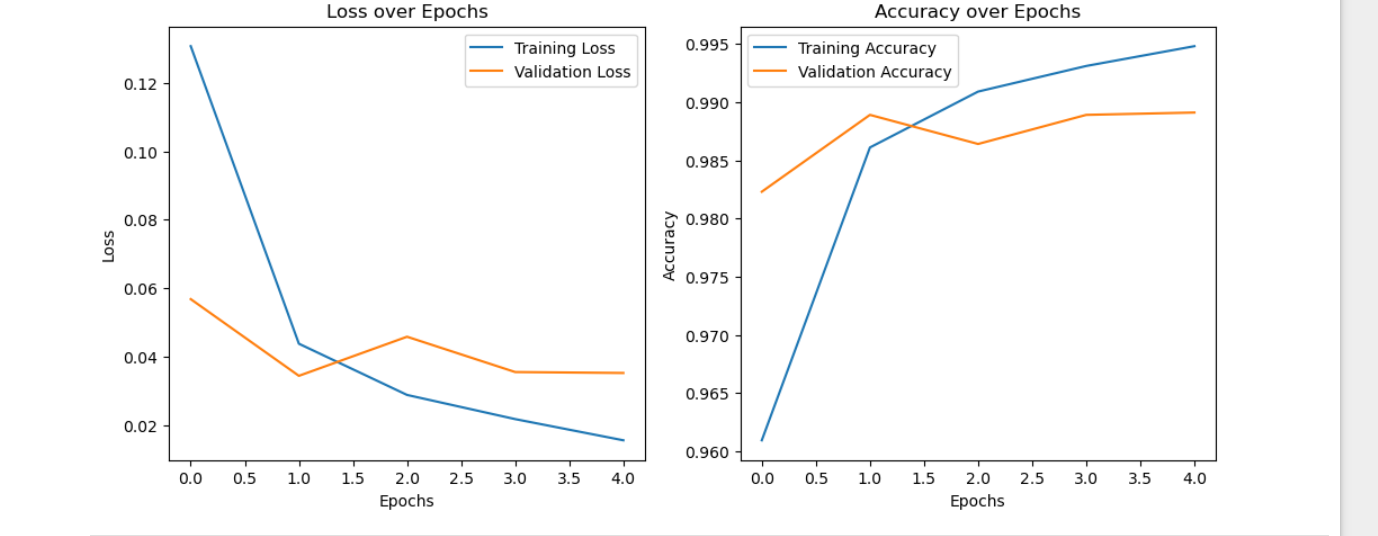 Loss over Epochs
Training Loss
Validation Loss
0.12
0.10
0.08
0.06
0.04
0.02
Loss
0.0 0.5 1.0 1.5 2.0 2.5 3.0 3.5 4.0
Epochs
Accuracy over Epochs
Training Accuracy
Validation Accuracy
0.995
0.990
0.985
0.980
0.975
0.970
0.965
0.960
Accuracy
0.0 0.5 1.0 1.5 2.0 2.5 3.0 3.5 4.0
Epochs